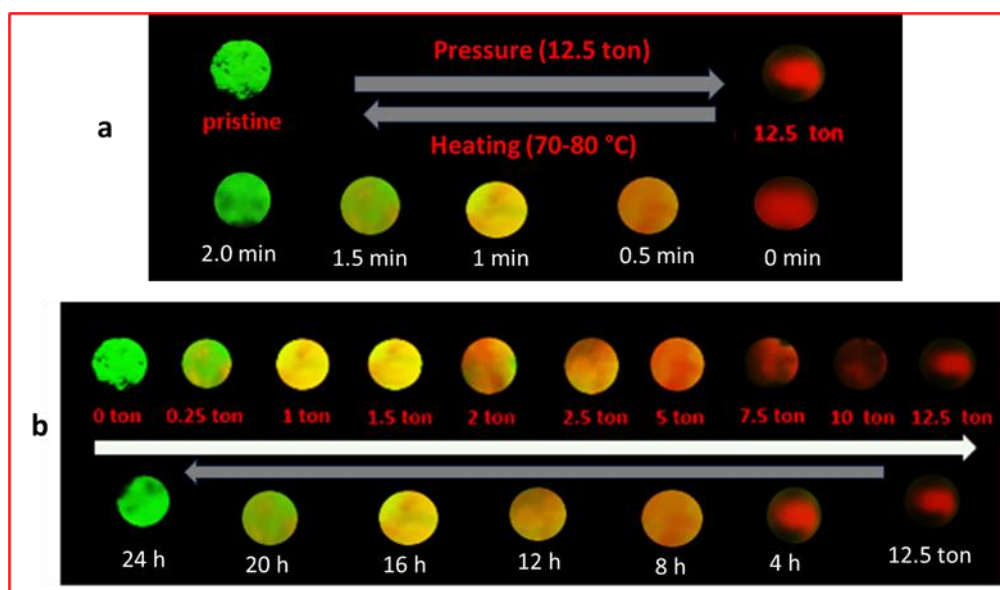 Pressure (12.5 ton)
a
pristine
12.5 ton
Heating (70-80 °C)
2.0 min
1.5 min
1 min
0.5 min
0 min
0 ton
0.25 ton
1 ton
1.5 ton
2 ton
2.5 ton
5 ton
7.5 ton
10 ton
12.5 ton
b
24 h
20 h
16 h
12 h
8 h
4 h
12.5 ton